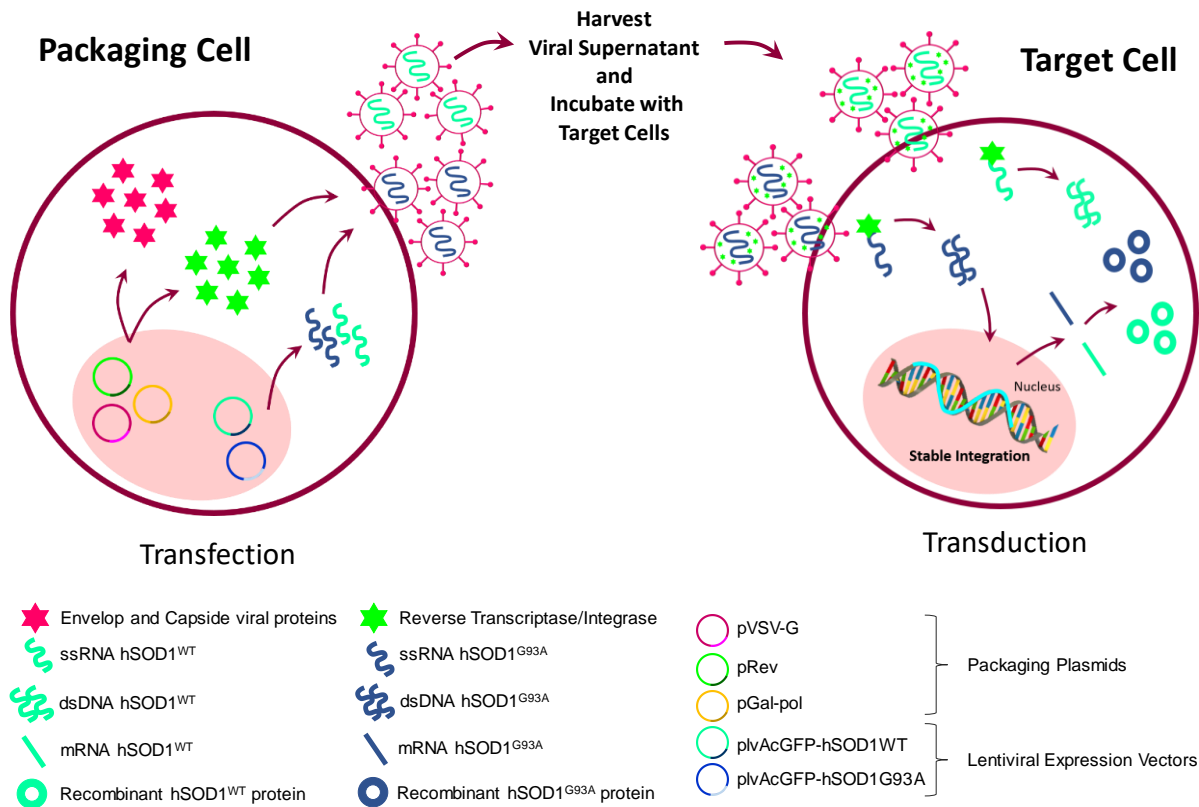 Packaging Cell
Harvest
Viral Supernatant
and
Incubate with
Target Cells
Target Cell
Nucleus
Stable Integration
Transfection
Transduction
Envelop and Capside viral proteins
ssRNA hSOD1WT
dsDNA hSOD1WT
mRNA hSOD1WT
Recombinant hSOD1WT protein
Reverse Transcriptase/Integrase
ssRNA hSOD1G93A
dsDNA hSOD1G93A
mRNA hSOD1G93A
Recombinant hSOD1G93A protein
pVSV-G
pRev
pGal-pol
plvAcGFP-hSOD1WT
plvAcGFP-hSOD1G93A
Packaging Plasmids
Lentiviral Expression Vectors